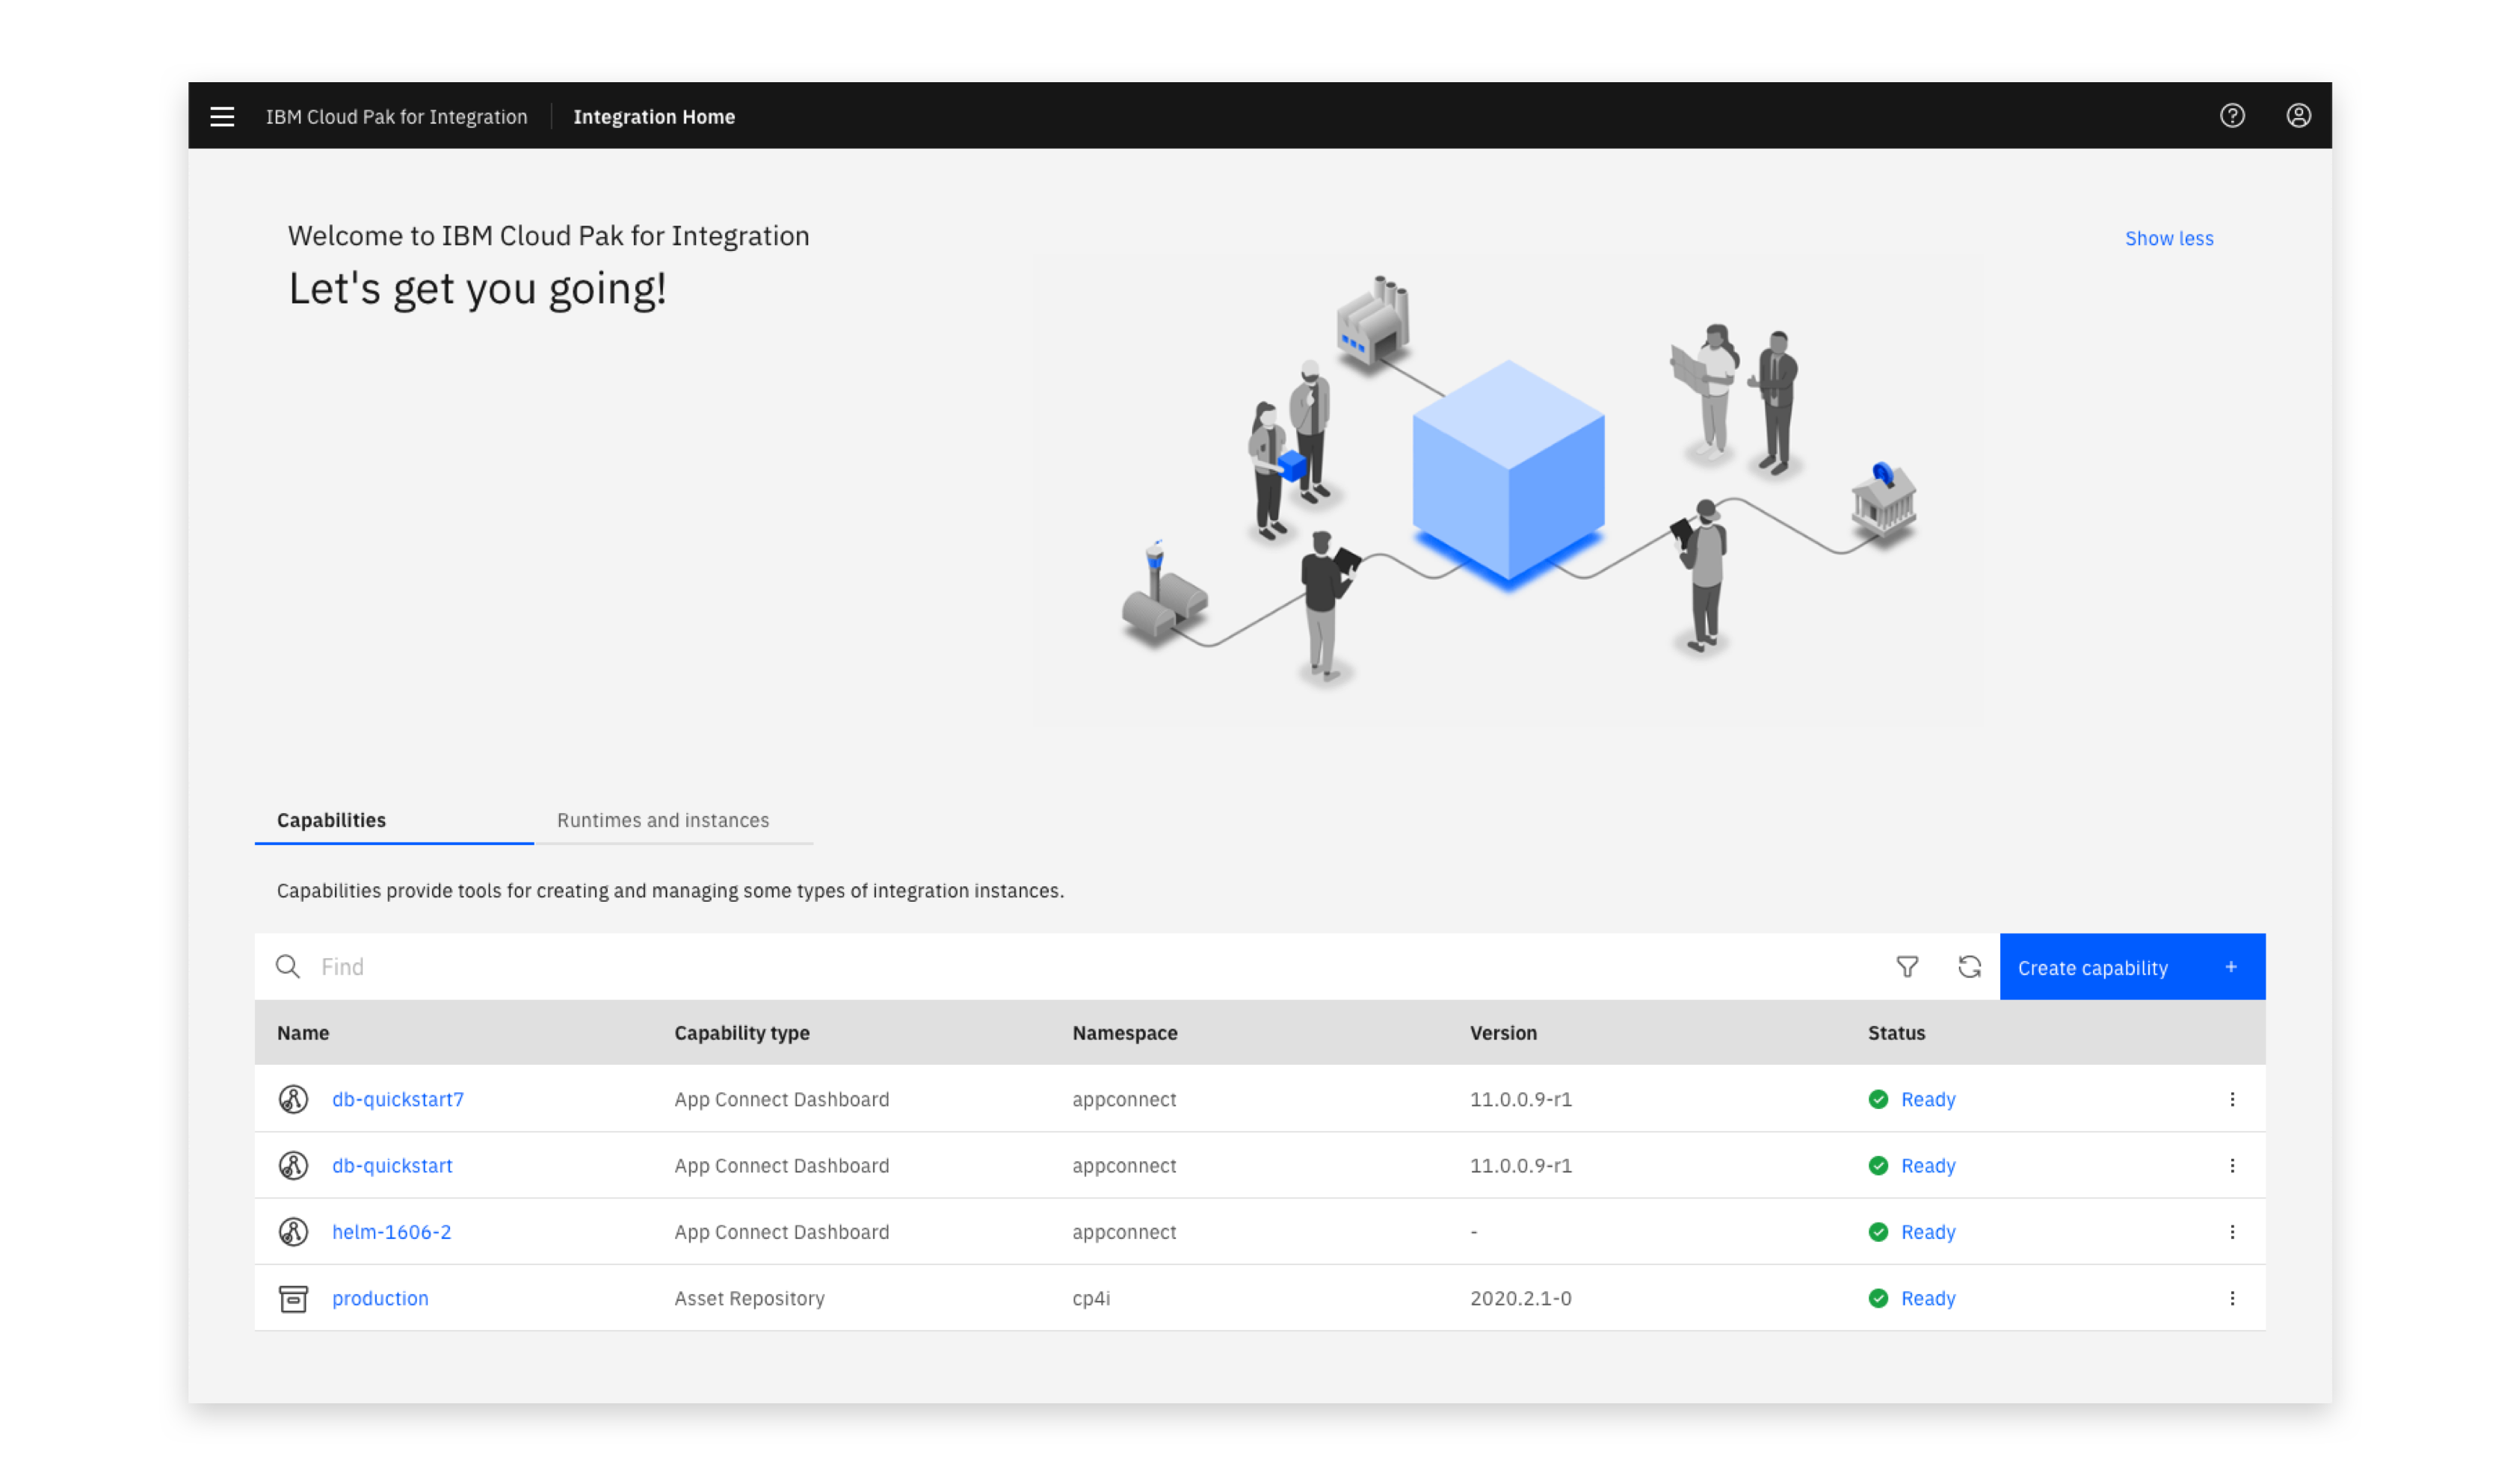 IBM Cloud Pak for Integration
Integration Home
Welcome to IBM Cloud Pak for Integration
Show less
Let's get you going!
Capabilities
Runtimes and instances
Capabilities provide tools for creating and managing some types of integration instances.
Find
Create capability +
Name Capability type Namespace Version Status
db-quickstart7 App Connect Dashboard appconnect 11.0.0.9-r1 Ready
db-quickstart App Connect Dashboard appconnect 11.0.0.9-r1 Ready
helm-1606-2 App Connect Dashboard appconnect - Ready
production Asset Repository cp4i 2020.2.1-0 Ready